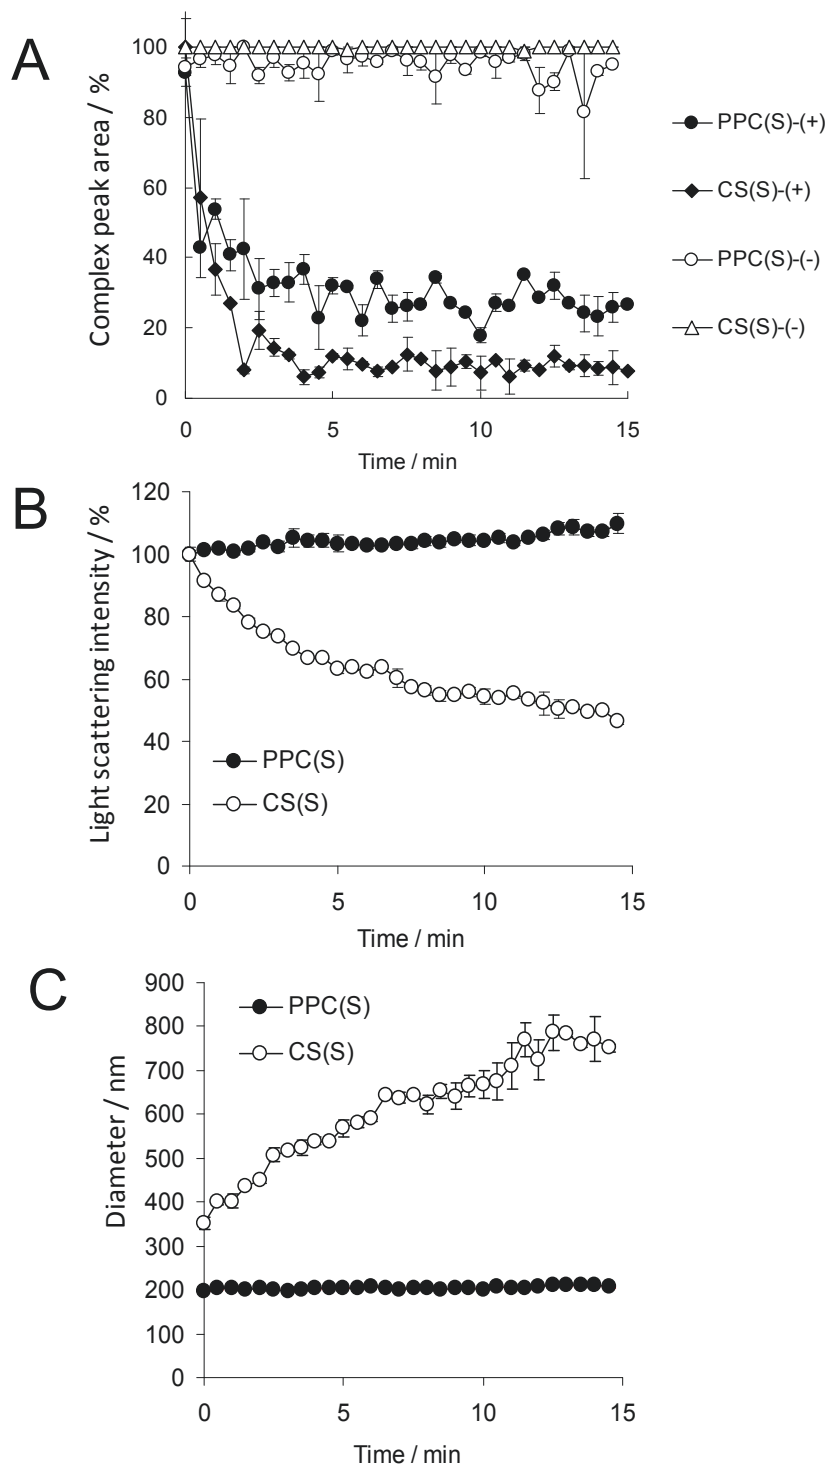 A
Complex peak area / %
100
80
60
40
20
0
0 5 10 15
Time / min
PPC(S)-(+)
CS(S)-(+)
PPC(S)-(-)
CS(S)-(-)
B
Light scattering intensity / %
120
100
80
60
40
20
0
PPC(S)
CS(S)
0 5 10 15
Time / min
C
Diameter / nm
900
800
700
600
500
400
300
200
100
0
PPC(S)
CS(S)
0 5 10 15
Time / min